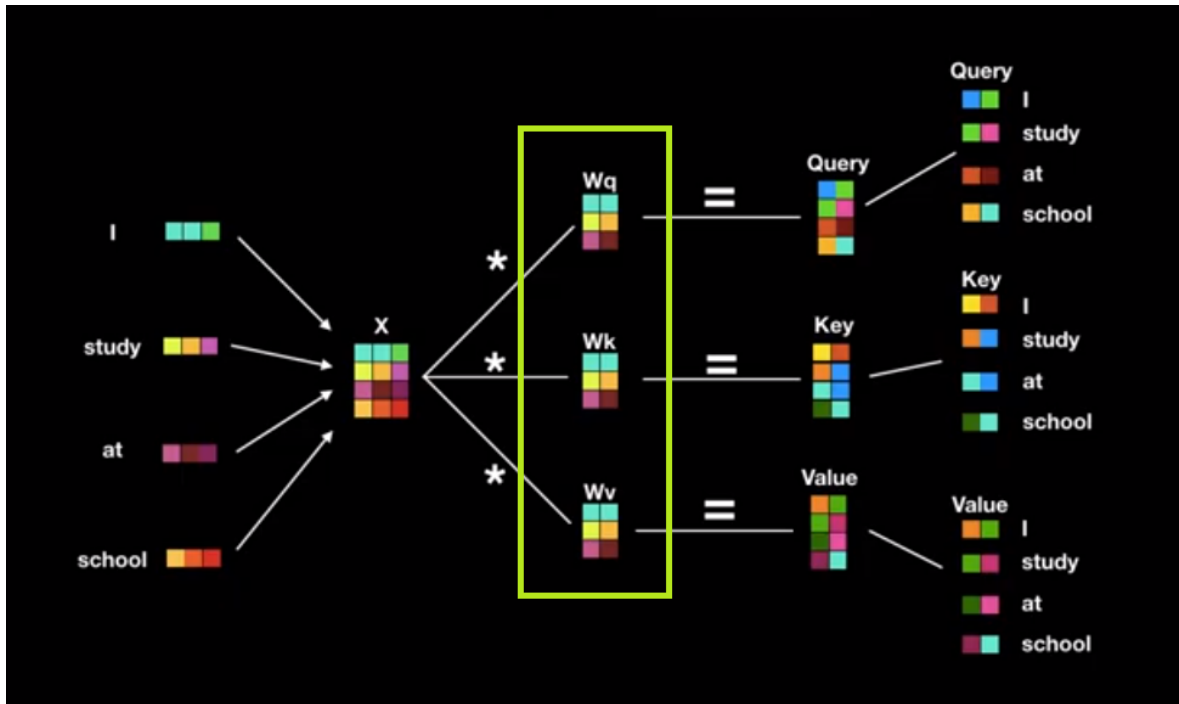 I
study
at
school
X
*
*
*
Wq
Wk
Wv
=
=
=
Query
Key
Value
Query
I
study
at
school
Key
I
study
at
school
Value
I
study
at
school